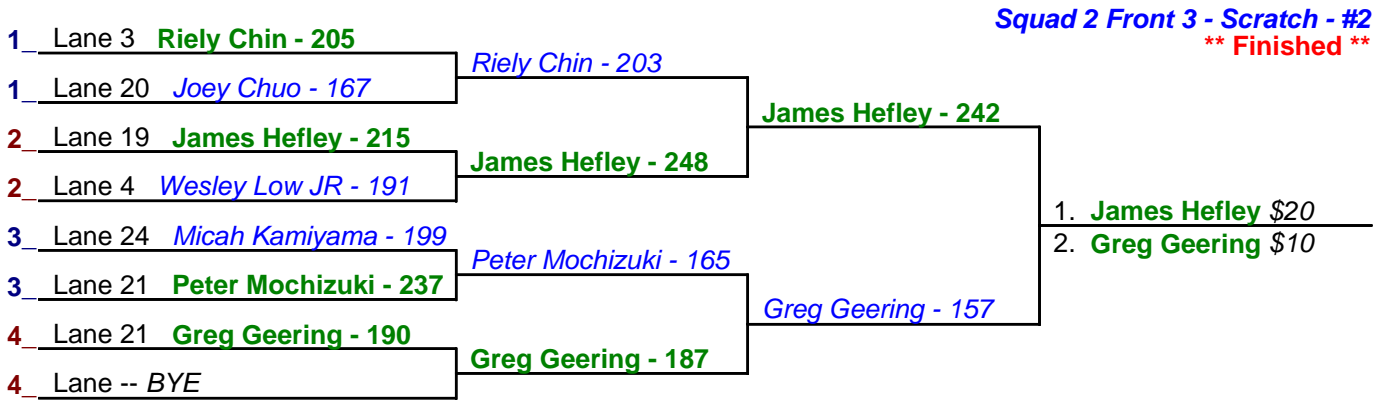 Squad 2 Front 3 - Scratch - #2
** Finished **
1_ Lane 3 Riely Chin - 205
Riely Chin - 203
1_ Lane 20 Joey Chuo - 167
James Hefley - 242
2_ Lane 19 James Hefley - 215
James Hefley - 248
2_ Lane 4 Wesley Low JR - 191
1. James Hefley $20
3_ Lane 24 Micah Kamiyama - 199
2. Greg Geering $10
Peter Mochizuki - 165
3_ Lane 21 Peter Mochizuki - 237
Greg Geering - 157
4_ Lane 21 Greg Geering - 190
Greg Geering - 187
4_ Lane -- BYE